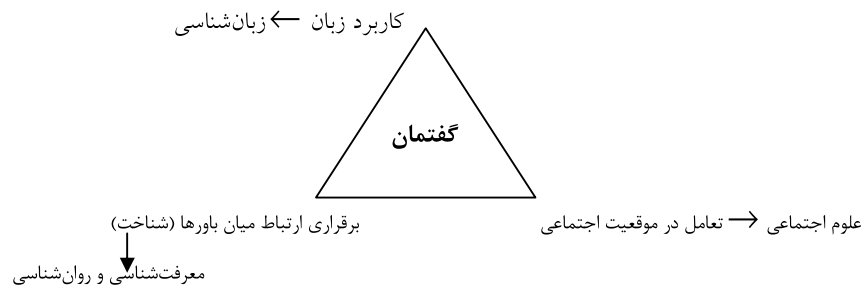 کاربرد زبان ← زبان‌شناسی
گفتمان
علوم اجتماعی → تعامل در موقعیت اجتماعی
برقراری ارتباط میان باورها (شناخت)
معرفت‌شناسی و روان‌شناسی